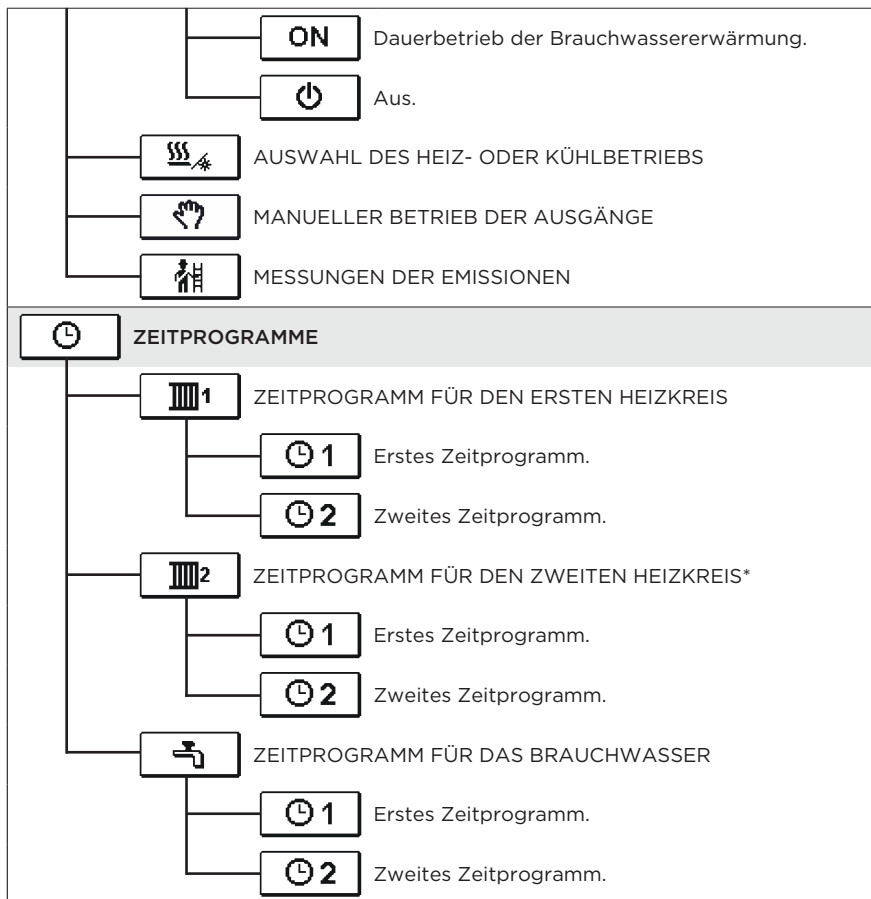 ON Dauerbetrieb der Brauchwassererwärmung.
Aus.
AUSWAHL DES HEIZ- ODER KÜHLBETRIEBS
MANUELLER BETRIEB DER AUSGÄNGE
MESSUNGEN DER EMISSIONEN
ZEITPROGRAMME
1 ZEITPROGRAMM FÜR DEN ERSTEN HEIZKREIS
1 Erstes Zeitprogramm.
2 Zweites Zeitprogramm.
2 ZEITPROGRAMM FÜR DEN ZWEITEN HEIZKREIS*
1 Erstes Zeitprogramm.
2 Zweites Zeitprogramm.
ZEITPROGRAMM FÜR DAS BRAUCHWASSER
1 Erstes Zeitprogramm.
2 Zweites Zeitprogramm.